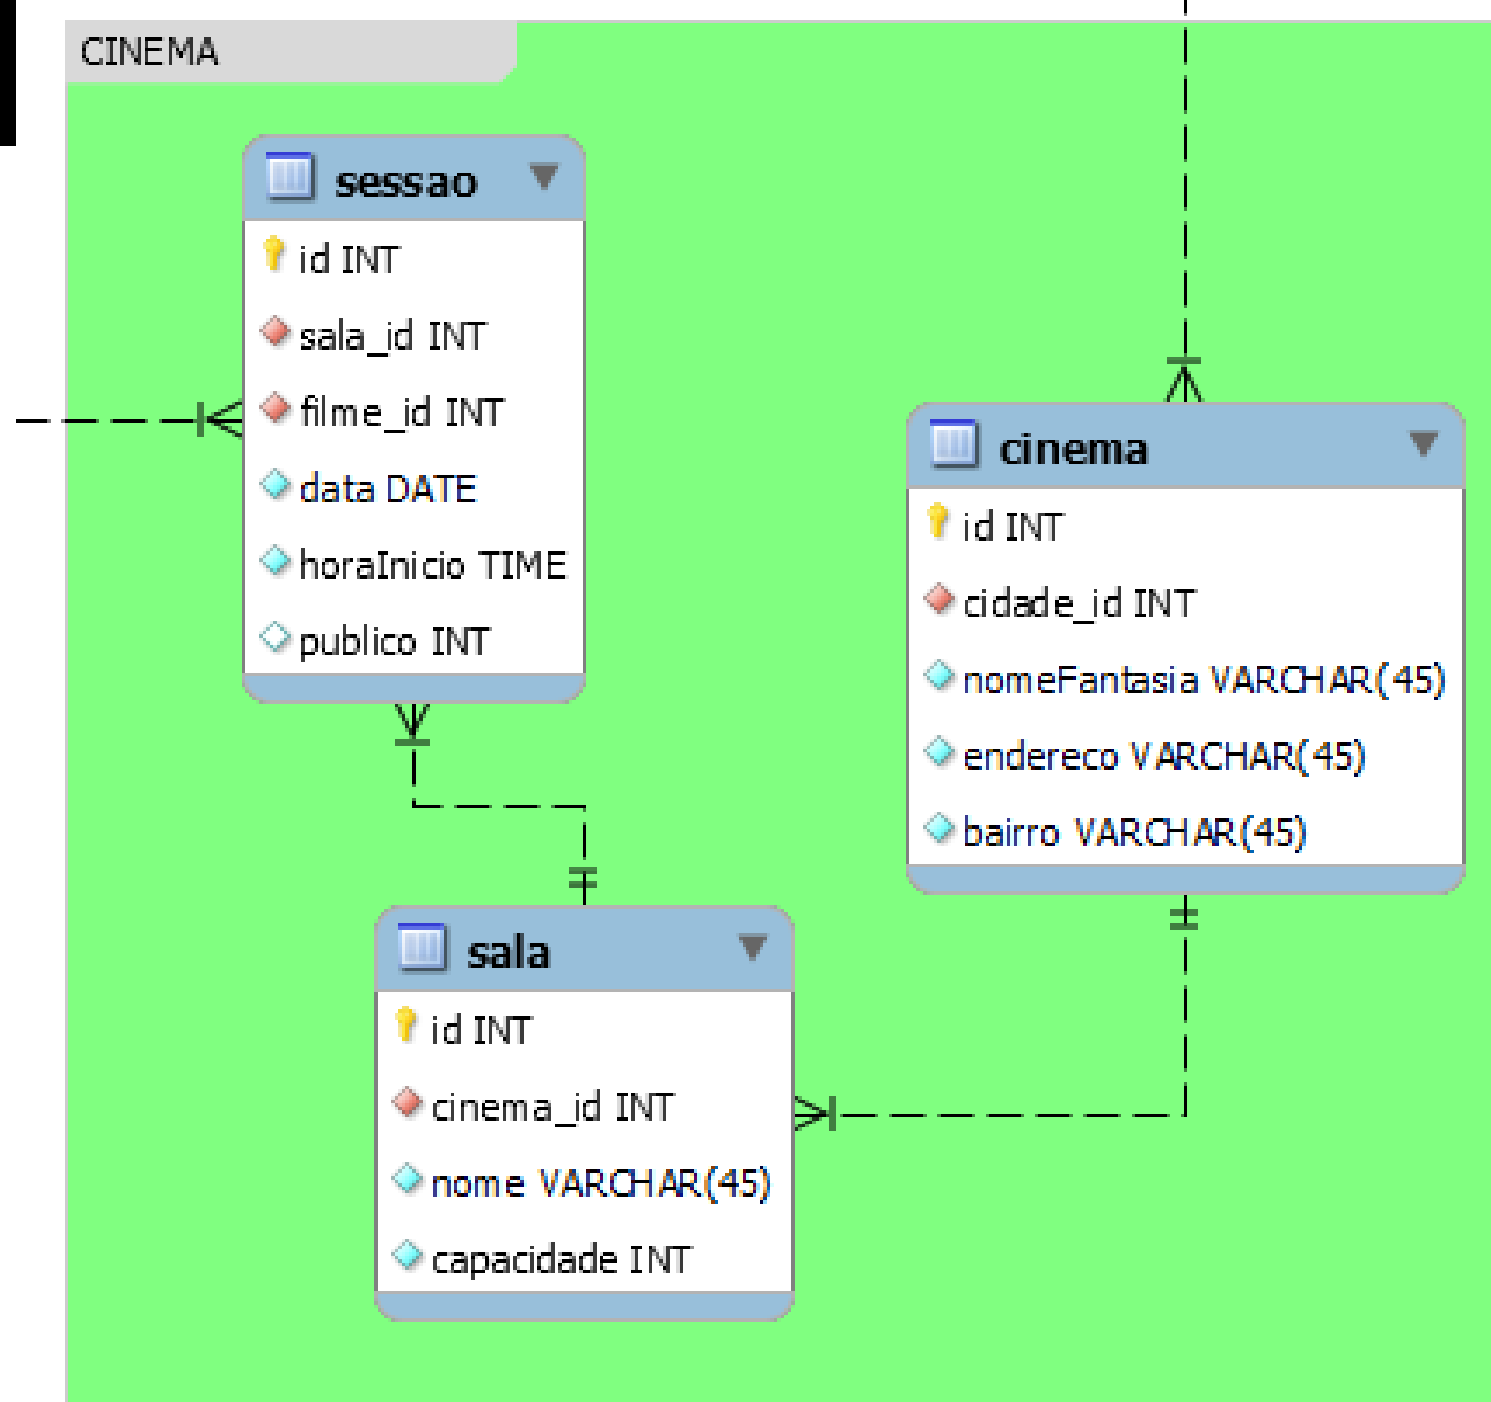 CINEMA
sessao
id INT
sala_id INT
filme_id INT
data DATE
horaInicio TIME
publico INT
cinema
id INT
cidade_id INT
nomeFantasia VARCHAR(45)
endereco VARCHAR(45)
bairro VARCHAR(45)
sala
id INT
cinema_id INT
nome VARCHAR(45)
capacidade INT